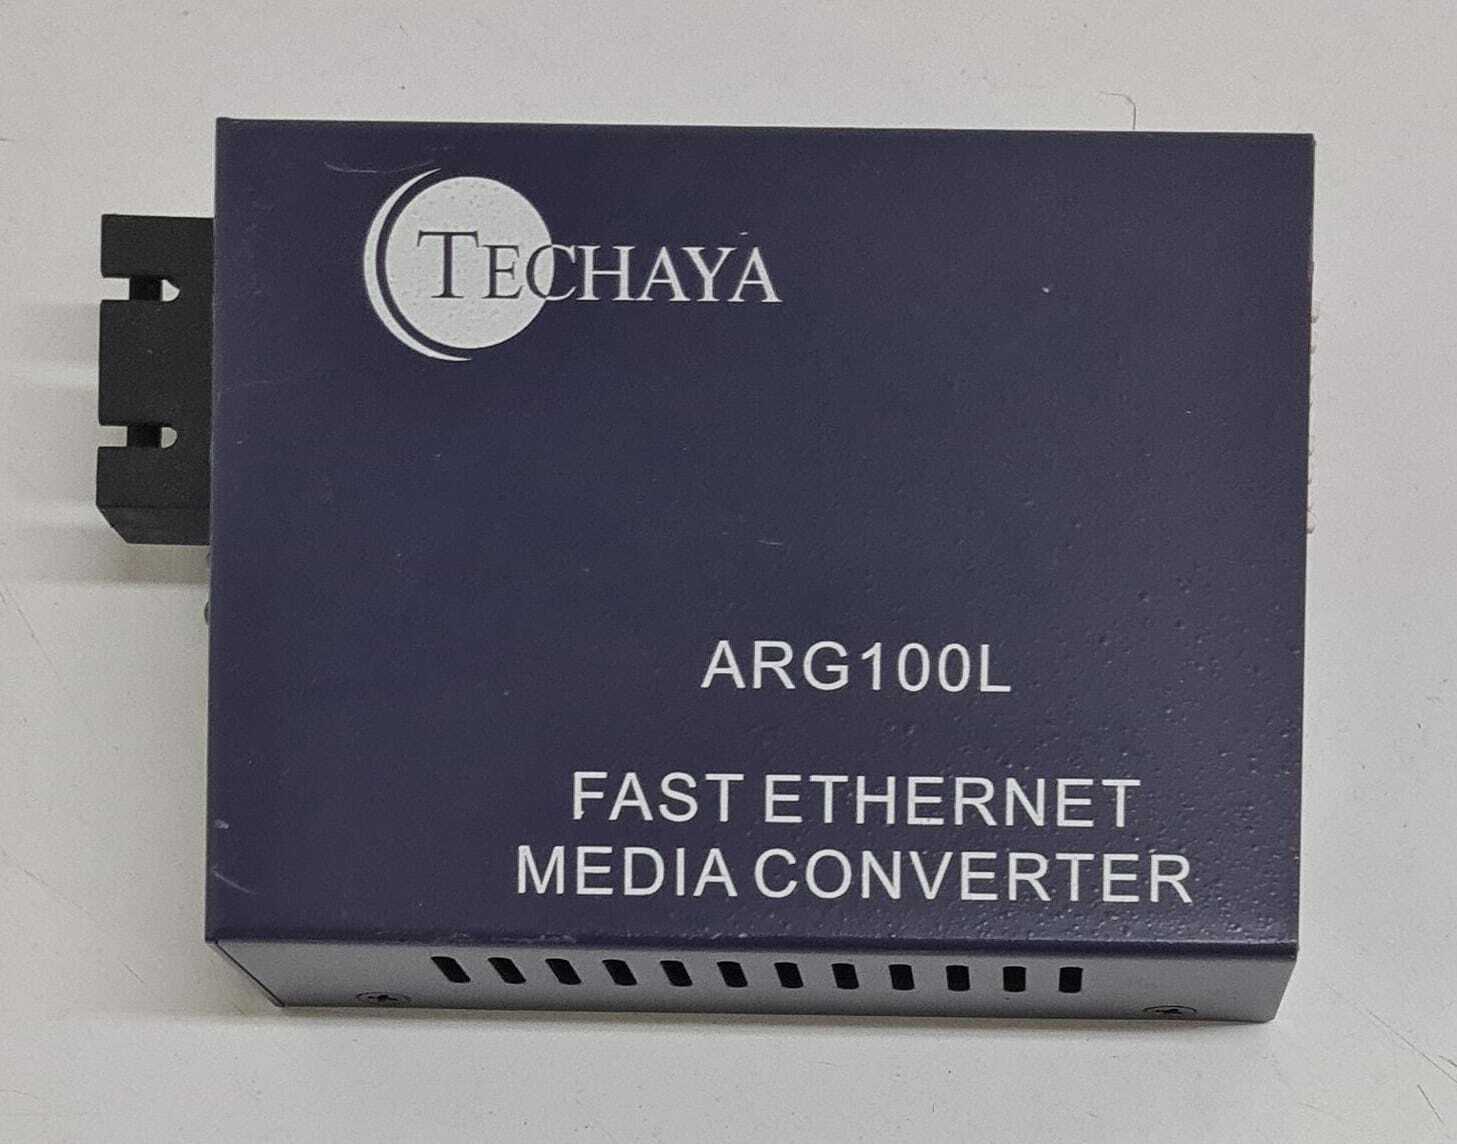 TECHAYA
ARG100L
FAST ETHERNET
MEDIA CONVERTER